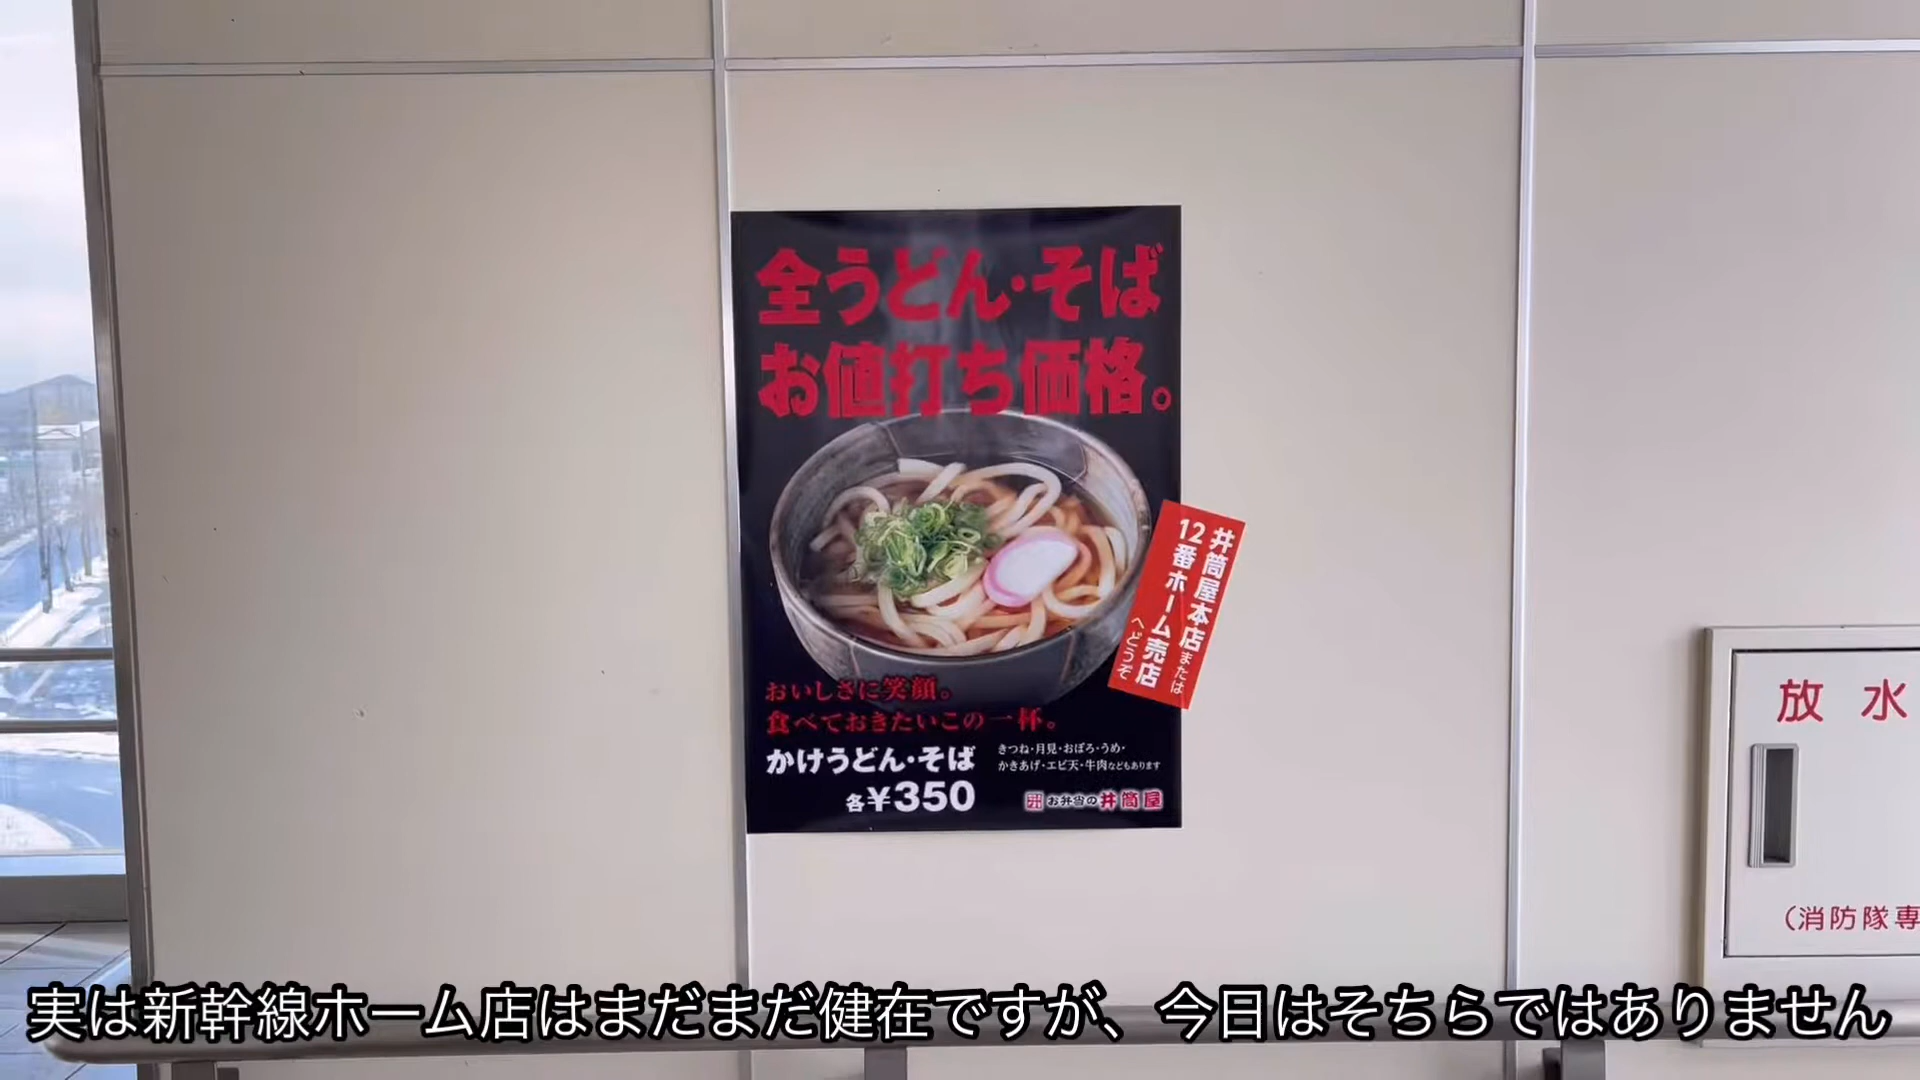 全うどん・そば
お値打ち価格。
井筒屋本店または
12番ホーム売店
へどうぞ
おいしさに笑顔。
食べておきたいこの一杯。
かけうどん・そば
各¥350
きつね・月見・おぼろ・うめ・
かきあげ・エビ天・牛肉などもあります
井 お弁当の井筒屋
放水
(消防隊専
実は新幹線ホーム店はまだまだ健在ですが、今日はそちらではありません